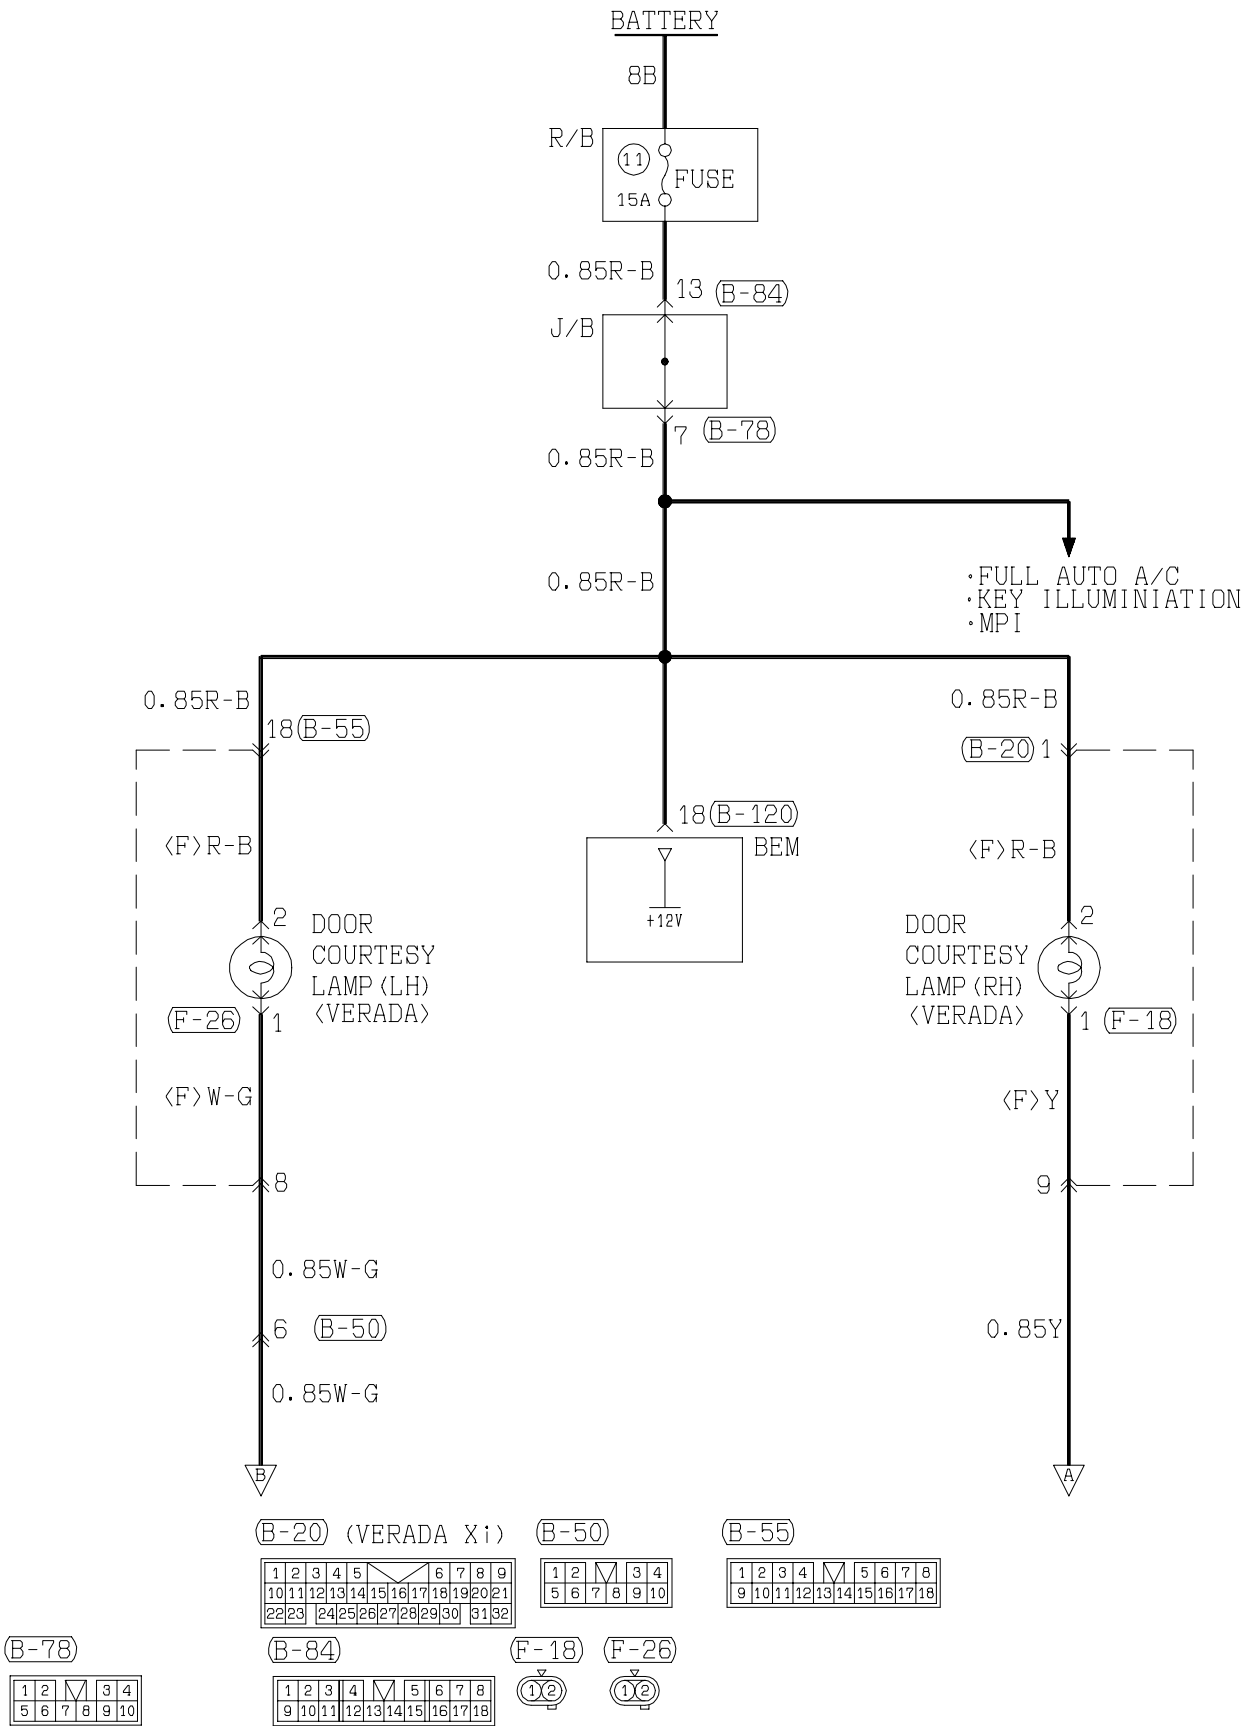 BATTERY
8B
R/B
11
FUSE
15A
0.85R-B
13 (B-84)
J/B
7 (B-78)
0.85R-B
0.85R-B
·FULL AUTO A/C
·KEY ILLUMINIATION
·MPI
0.85R-B
0.85R-B
18 (B-55)
(B-20) 1
18 (B-120)
BEM
+12V
<F>R-B
<F>R-B
2
DOOR
COURTESY
LAMP(LH)
<VERADA>
(F-26)
1
DOOR
COURTESY
LAMP(RH)
<VERADA>
2
1 (F-18)
<F>W-G
<F>Y
8
9
0.85W-G
6 (B-50)
0.85Y
0.85W-G
B
A
(B-20) (VERADA Xi)
1 2 3 4 5 6 7 8 9
10 11 12 13 14 15 16 17 18 19 20 21
22 23 24 25 26 27 28 29 30 31 32
(B-50)
1 2 3 4
5 6 7 8 9 10
(B-55)
1 2 3 4 5 6 7 8
9 10 11 12 13 14 15 16 17 18
(B-78)
1 2 3 4
5 6 7 8 9 10
(B-84)
1 2 3 4 5 6 7 8
9 10 11 12 13 14 15 16 17 18
(F-18)
1 2
(F-26)
1 2